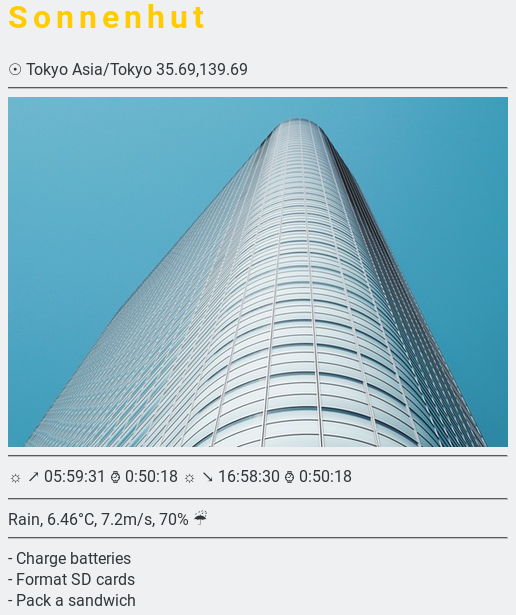 Sonnenhut
☉ Tokyo Asia/Tokyo 35.69,139.69
☼ ↗ 05:59:31 ⌚ 0:50:18 ☼ ↘ 16:58:30 ⌚ 0:50:18
Rain, 6.46°C, 7.2m/s, 70% ☔
- Charge batteries
- Format SD cards
- Pack a sandwich